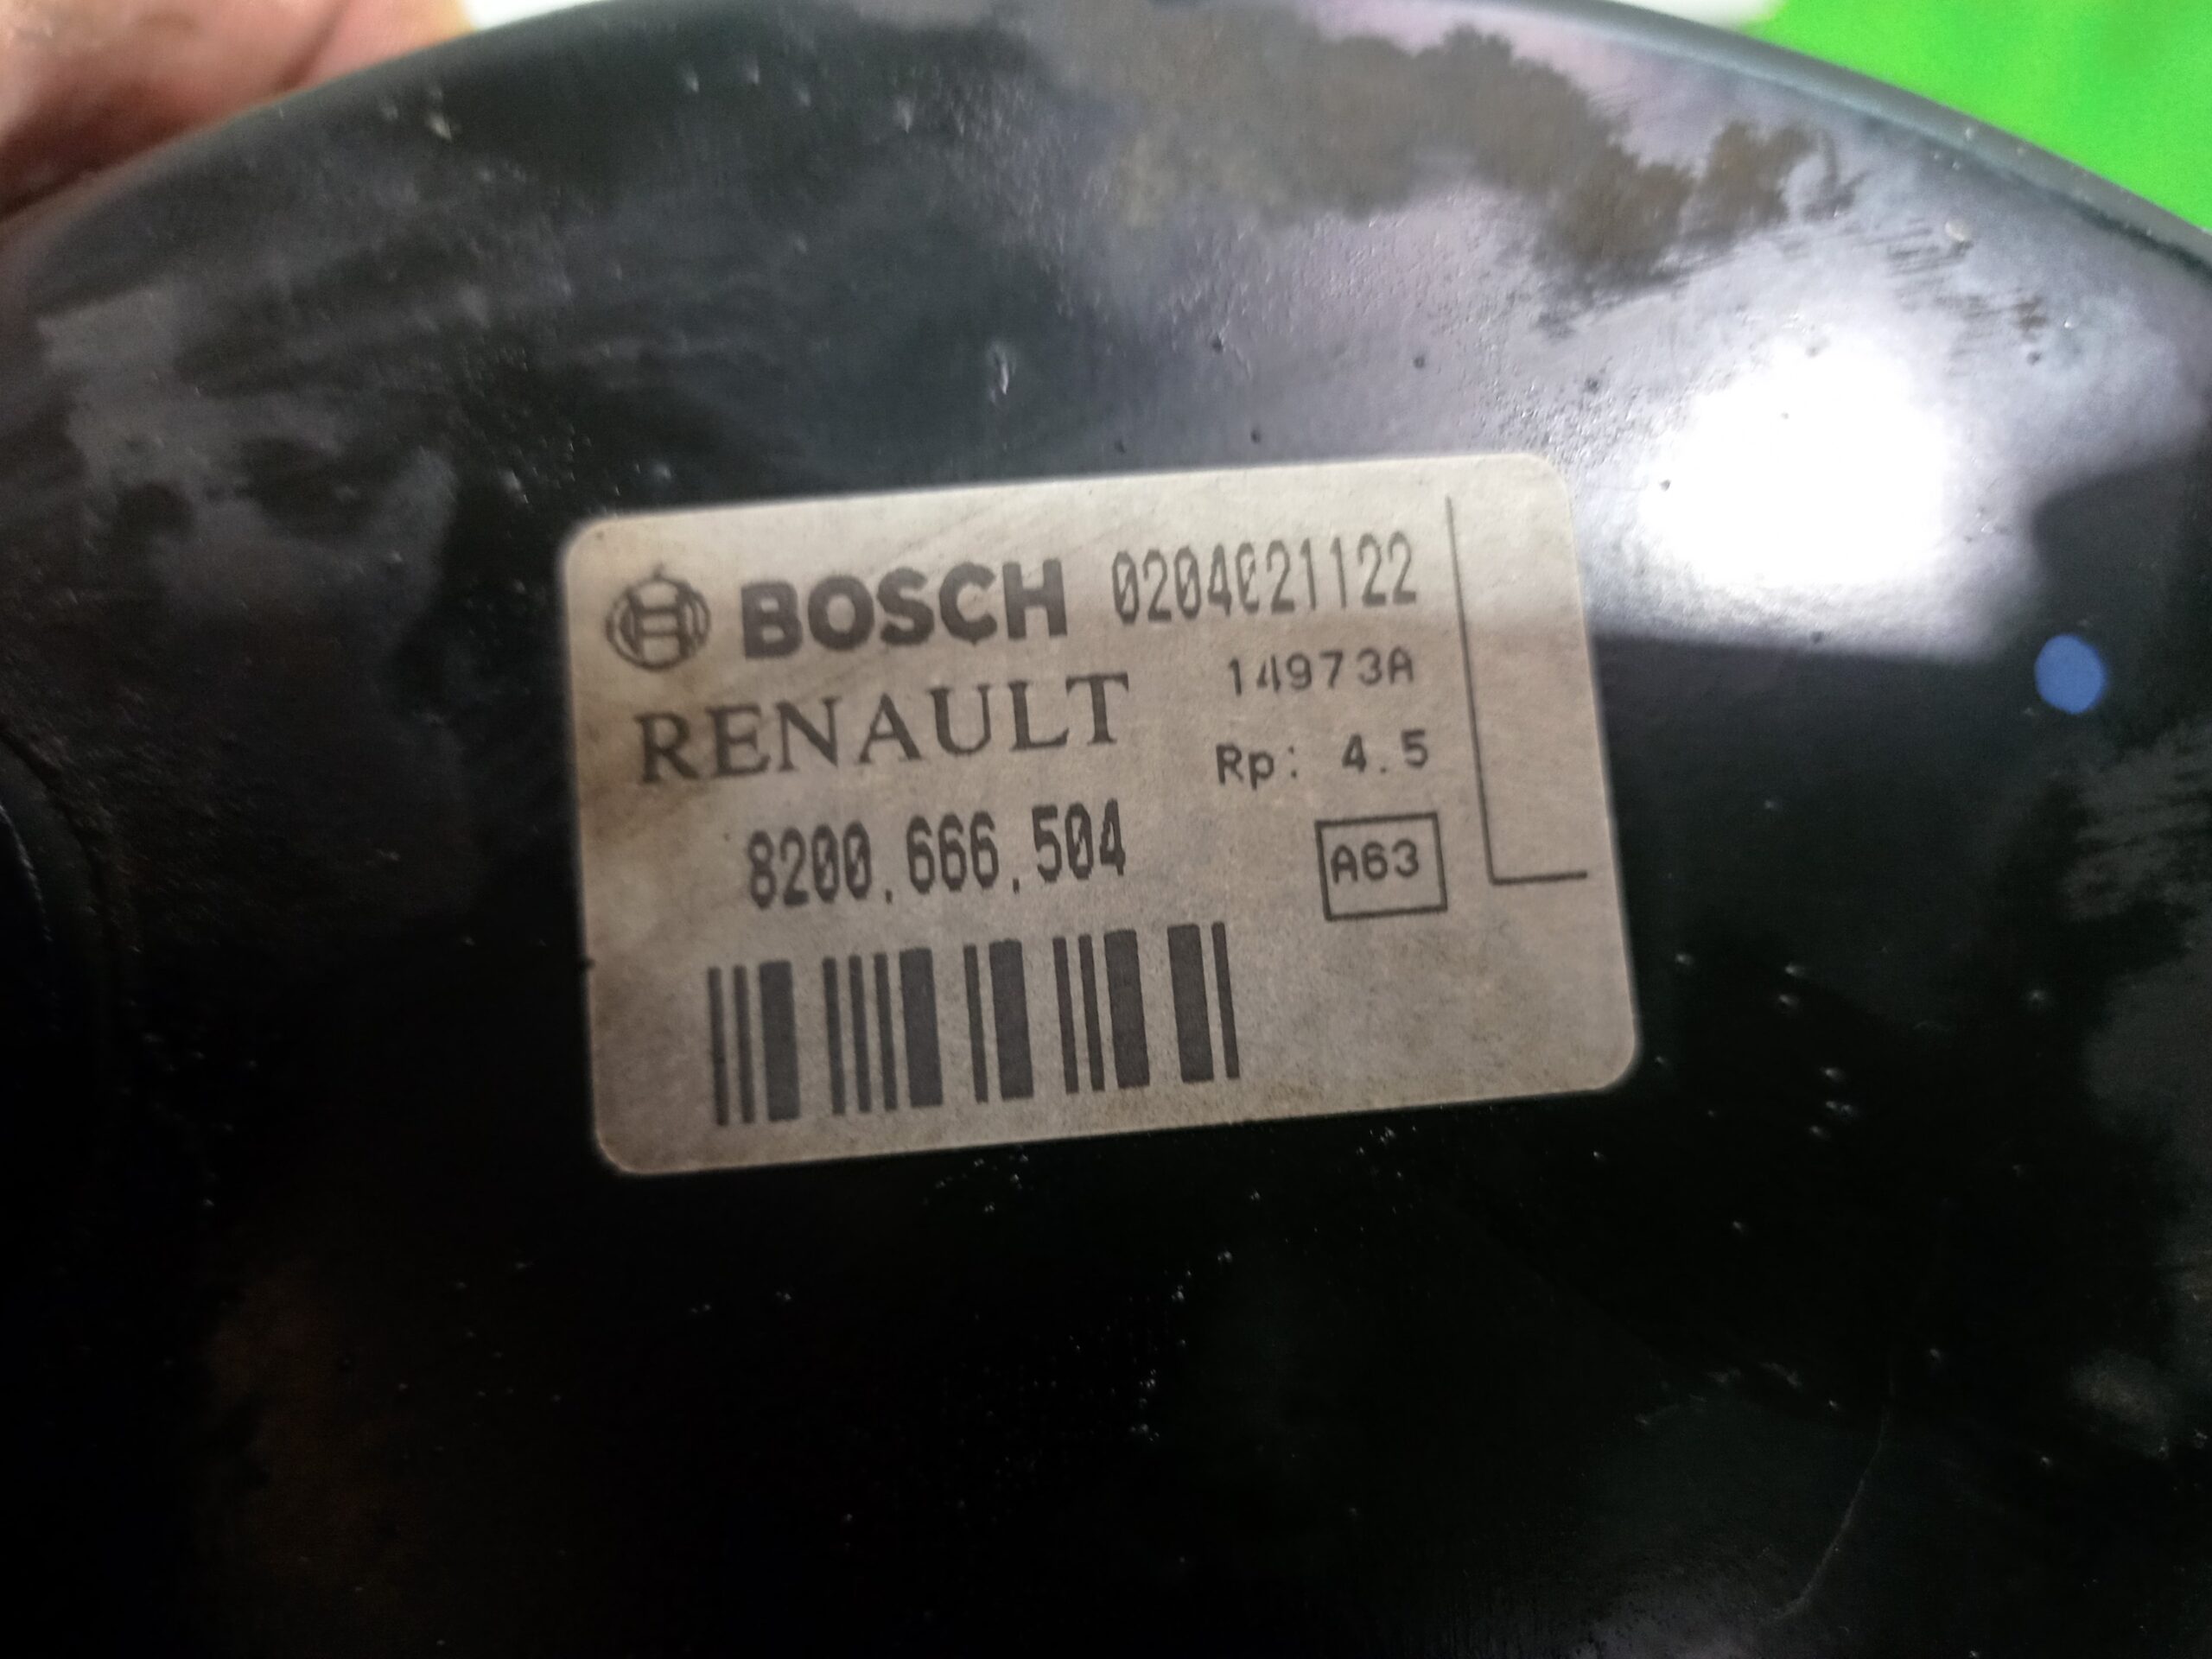 BOSCH 0204021122
RENAULT 14973A
Rp: 4.5
8200.666.504
A63